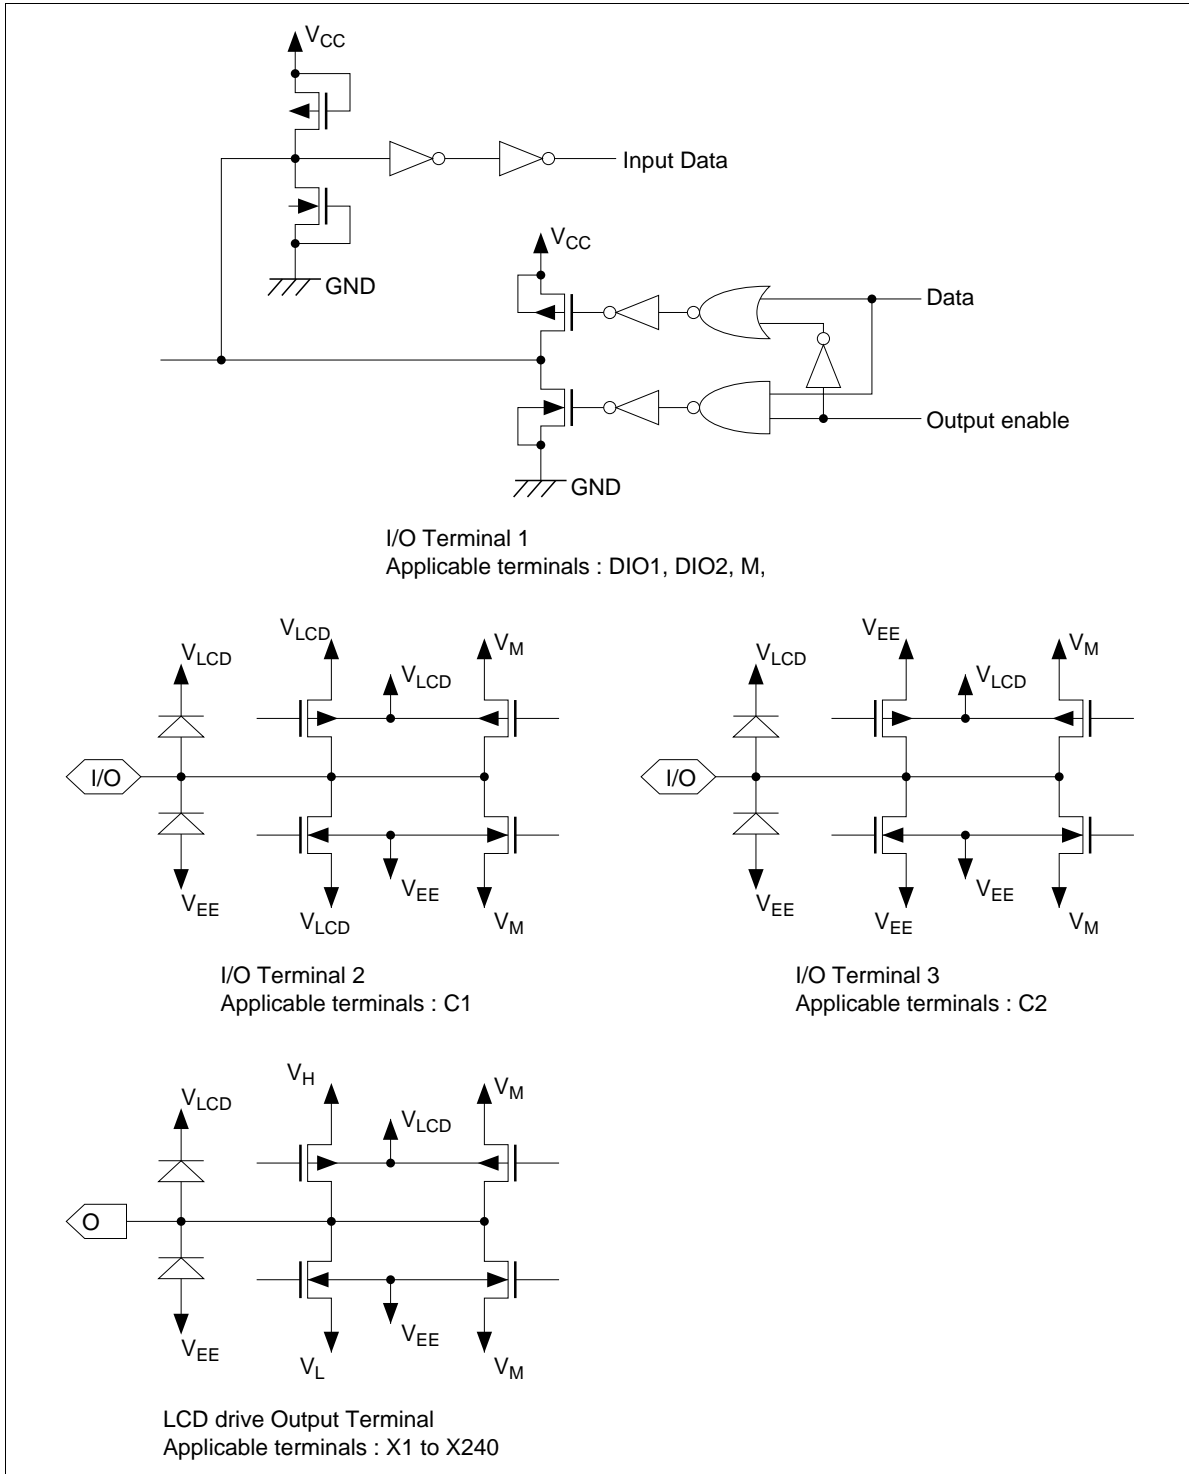 VCC
Input Data
GND
VCC
Data
Output enable
GND
I/O Terminal 1
Applicable terminals : DIO1, DIO2, M,
VLCD
VLCD
VLCD
VM
I/O
VEE
VLCD
VEE
VM
I/O Terminal 2
Applicable terminals : C1
VLCD
VEE
VLCD
VM
I/O
VEE
VEE
VEE
VM
I/O Terminal 3
Applicable terminals : C2
VLCD
VH
VLCD
VM
O
VEE
VL
VEE
VM
LCD drive Output Terminal
Applicable terminals : X1 to X240